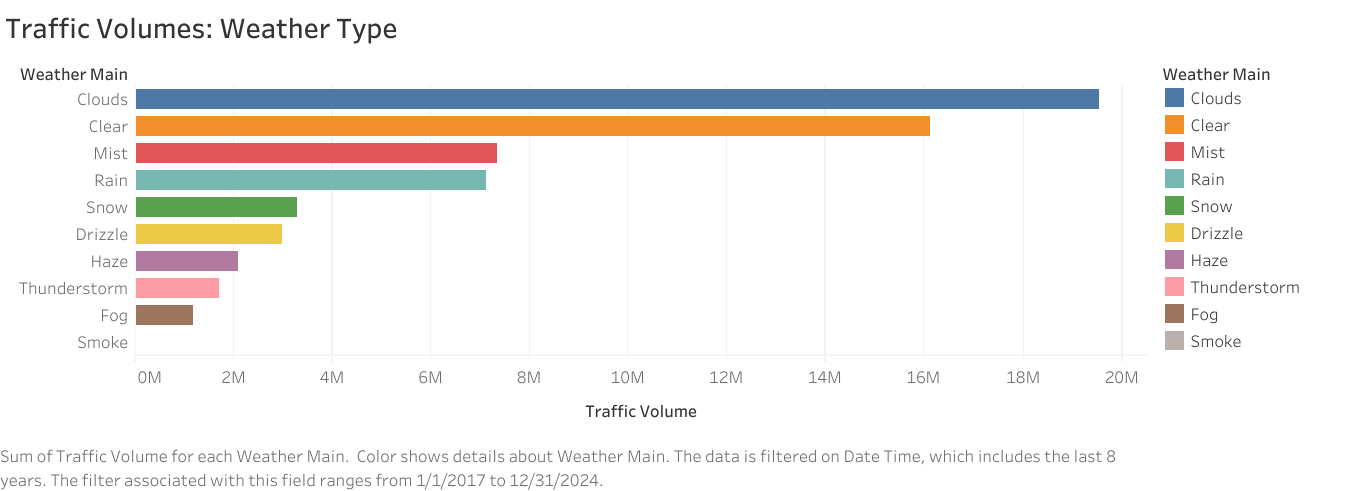 Traffic Volumes: Weather Type
Weather Main
Clouds
Clear
Mist
Rain
Snow
Drizzle
Haze
Thunderstorm
Fog
Smoke
0M 2M 4M 6M 8M 10M 12M 14M 16M 18M 20M
Traffic Volume
Weather Main
Clouds
Clear
Mist
Rain
Snow
Drizzle
Haze
Thunderstorm
Fog
Smoke
Sum of Traffic Volume for each Weather Main.  Color shows details about Weather Main. The data is filtered on Date Time, which includes the last 8
years. The filter associated with this field ranges from 1/1/2017 to 12/31/2024.